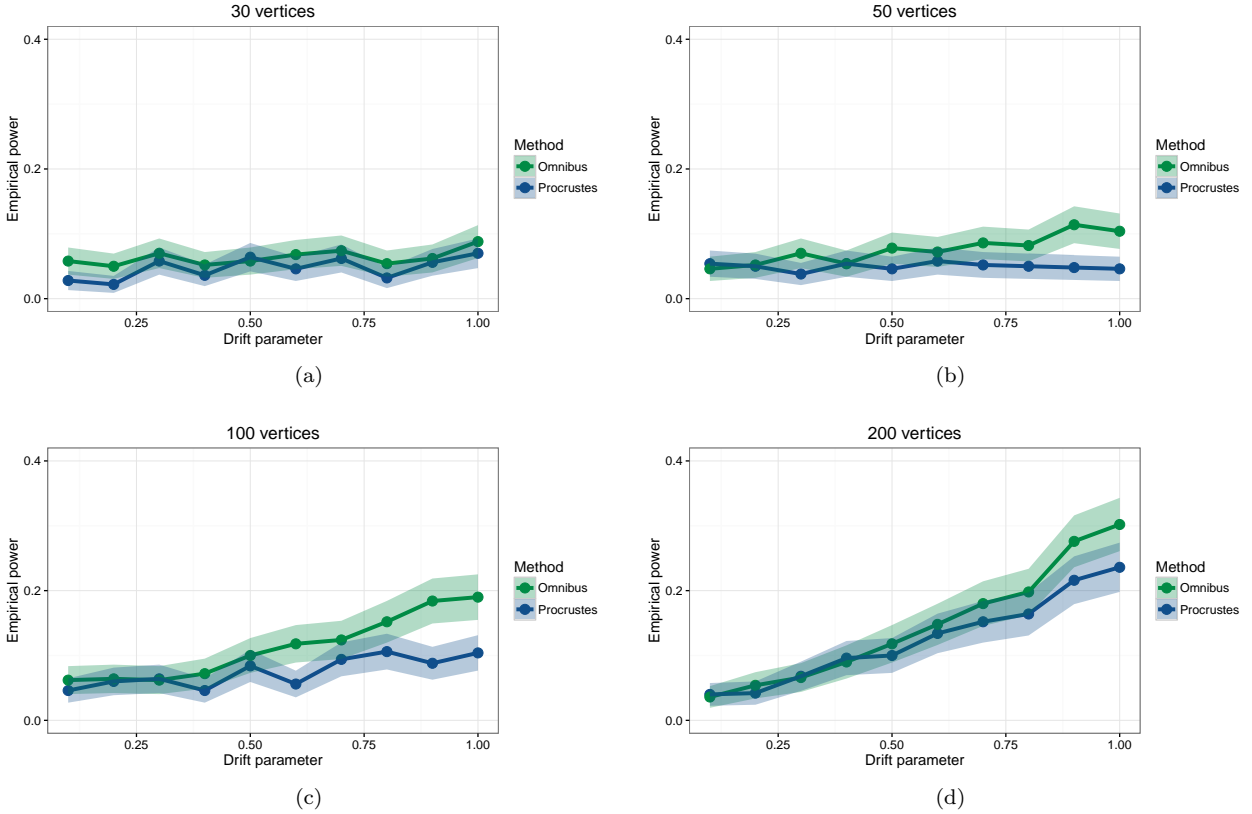 30 vertices
0.4
0.2
0.0
Empirical power
0.25
0.50
0.75
1.00
Drift parameter
Method
Omnibus
Procrustes
(a)
50 vertices
0.4
0.2
0.0
Empirical power
0.25
0.50
0.75
1.00
Drift parameter
Method
Omnibus
Procrustes
(b)
100 vertices
0.4
0.2
0.0
Empirical power
0.25
0.50
0.75
1.00
Drift parameter
Method
Omnibus
Procrustes
(c)
200 vertices
0.4
0.2
0.0
Empirical power
0.25
0.50
0.75
1.00
Drift parameter
Method
Omnibus
Procrustes
(d)